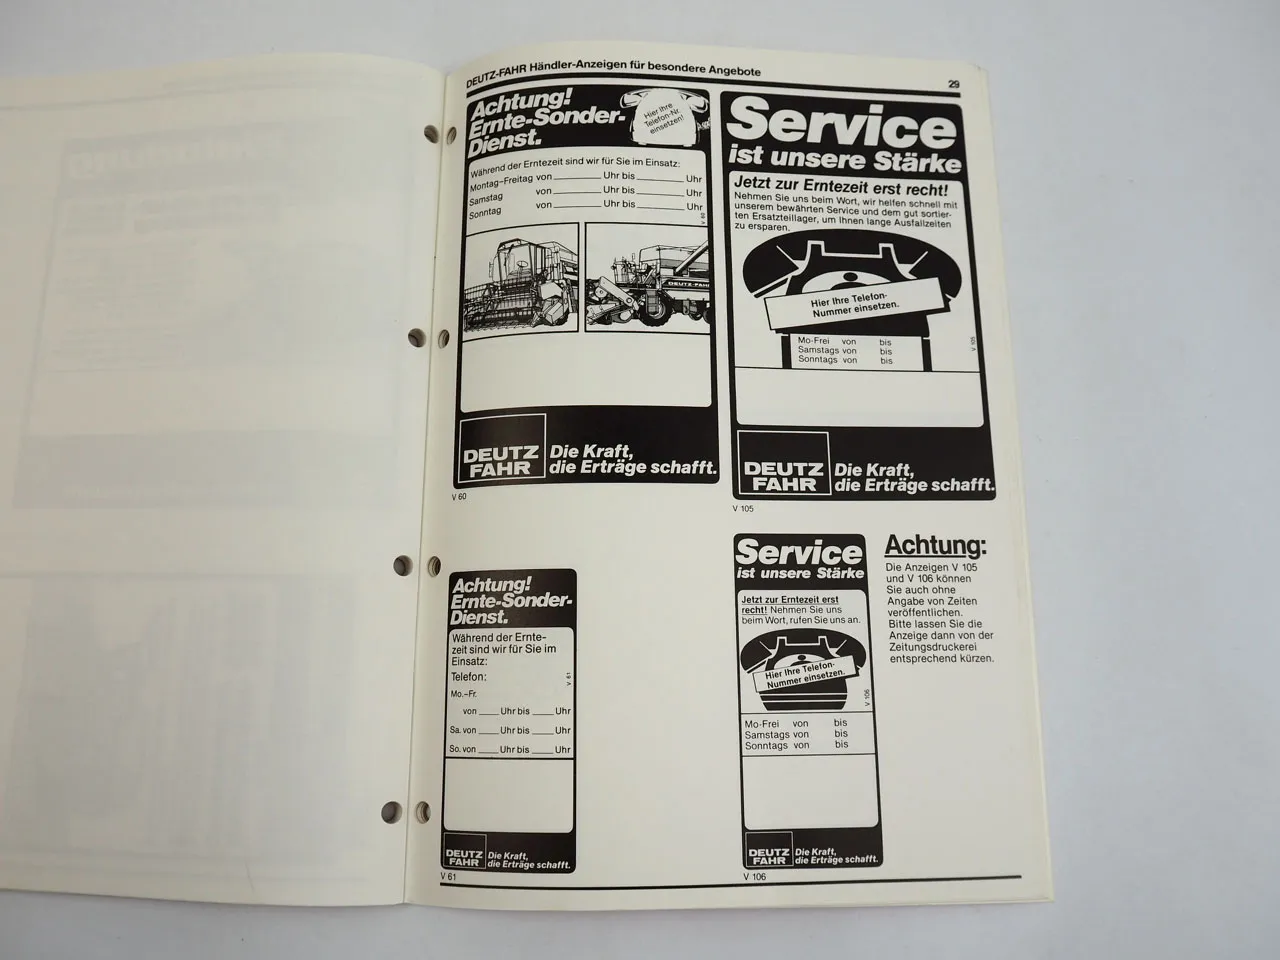 DEUTZ-FAHR Händler-Anzeigen für besondere Angebote
29
Achtung!
Ernte-Sonder-
Dienst.
Hier Ihre
Telefon-Nr.
einsetzen!
Während der Erntezeit sind wir für Sie im Einsatz:
Montag–Freitag von Uhr bis Uhr
Samstag von Uhr bis Uhr
Sonntag von Uhr bis Uhr
V 60
DEUTZ-FAHR
DEUTZ
FAHR
Die Kraft,
die Erträge schafft.
V 60
Service
ist unsere Stärke
Jetzt zur Erntezeit erst recht!
Nehmen Sie uns beim Wort, wir helfen schnell mit
unserem bewährten Service und dem gut sortier-
ten Ersatzteillager, um Ihnen lange Ausfallzeiten
zu ersparen.
Hier Ihre Telefon-
Nummer einsetzen.
Mo-Frei von bis
Samstags von bis
Sonntags von bis
V 105
DEUTZ
FAHR
Die Kraft,
die Erträge schafft.
V 105
Achtung!
Ernte-Sonder-
Dienst.
Während der Ernte-
zeit sind wir für Sie im
Einsatz:
Telefon:
V 61
Mo.–Fr.
von Uhr bis Uhr
Sa. von Uhr bis Uhr
So. von Uhr bis Uhr
DEUTZ
FAHR
Die Kraft,
die Erträge schafft.
V 61
Service
ist unsere Stärke
Jetzt zur Erntezeit erst
recht! Nehmen Sie uns
beim Wort, rufen Sie uns an.
Hier Ihre Telefon-
Nummer einsetzen.
V 106
Mo-Frei von bis
Samstags von bis
Sonntags von bis
DEUTZ
FAHR
Die Kraft,
die Erträge schafft.
V 106
Achtung:
Die Anzeigen V 105
und V 106 können
Sie auch ohne
Angabe von Zeiten
veröffentlichen.
Bitte lassen Sie die
Anzeige dann von der
Zeitungsdruckerei
entsprechend kürzen.